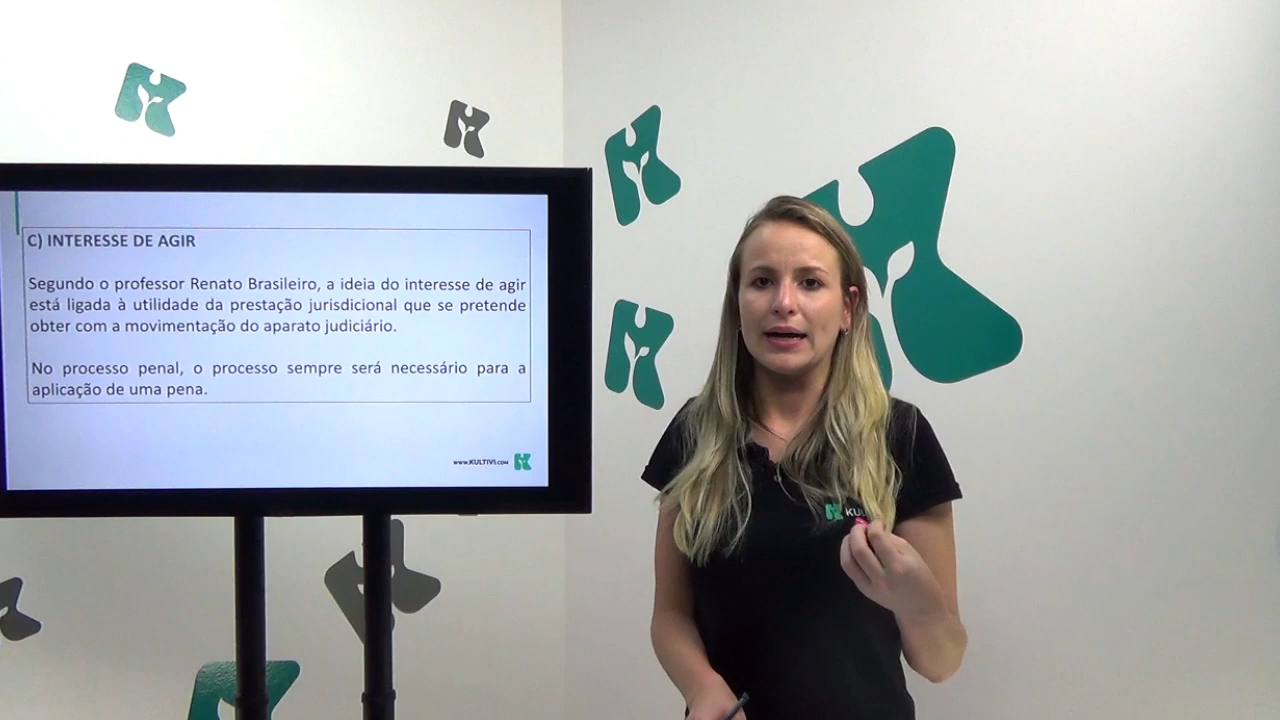 C) INTERESSE DE AGIR
Segundo o professor Renato Brasileiro, a ideia do interesse de agir
está ligada à utilidade da prestação jurisdicional que se pretende
obter com a movimentação do aparato judiciário.
No processo penal, o processo sempre será necessário para a
aplicação de uma pena.
www.KULTIVI.COM